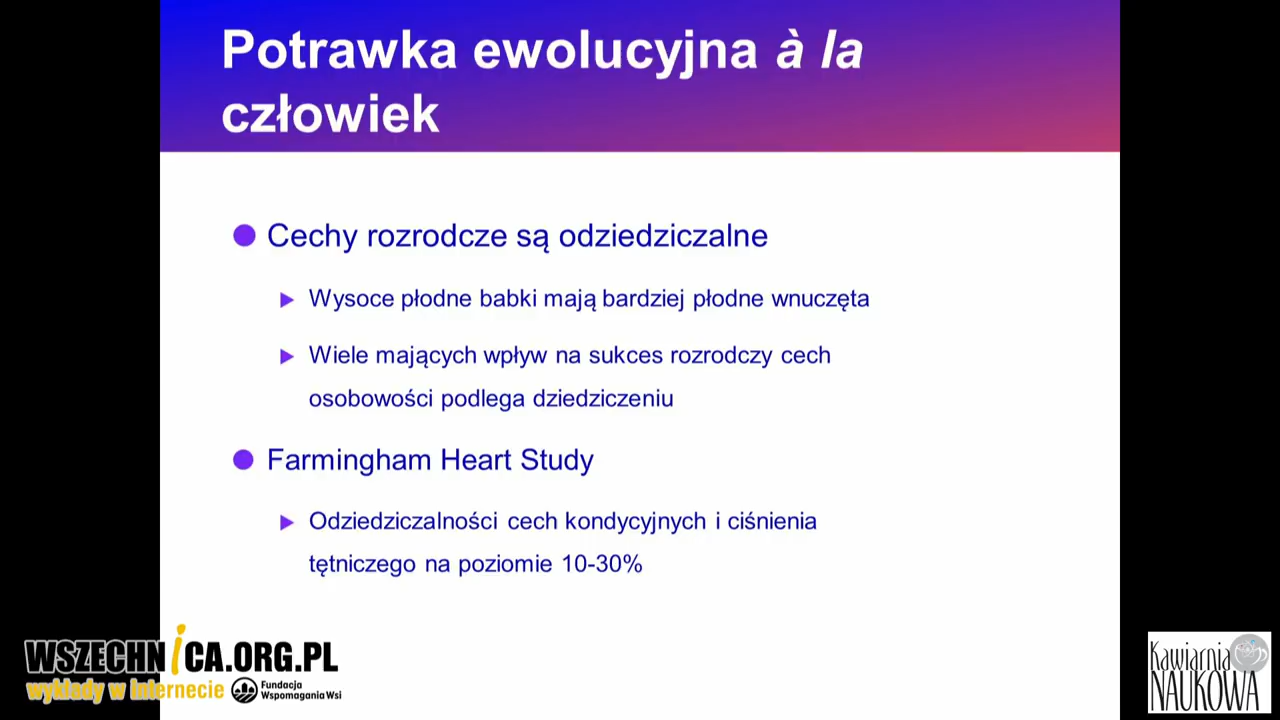 Potrawka ewolucyjna à la
człowiek
Cechy rozrodcze są odziedziczalne
Wysoce płodne babki mają bardziej płodne wnuczęta
Wiele mających wpływ na sukces rozrodczy cech
osobowości podlega dziedziczeniu
Farmingham Heart Study
Odziedziczalności cech kondycyjnych i ciśnienia
tętniczego na poziomie 10-30%
WSZECHNiCA.ORG.PL
wykłady w internecie
Fundacja
Wspomagania Wsi
Kawiarnia
NAUKOWA